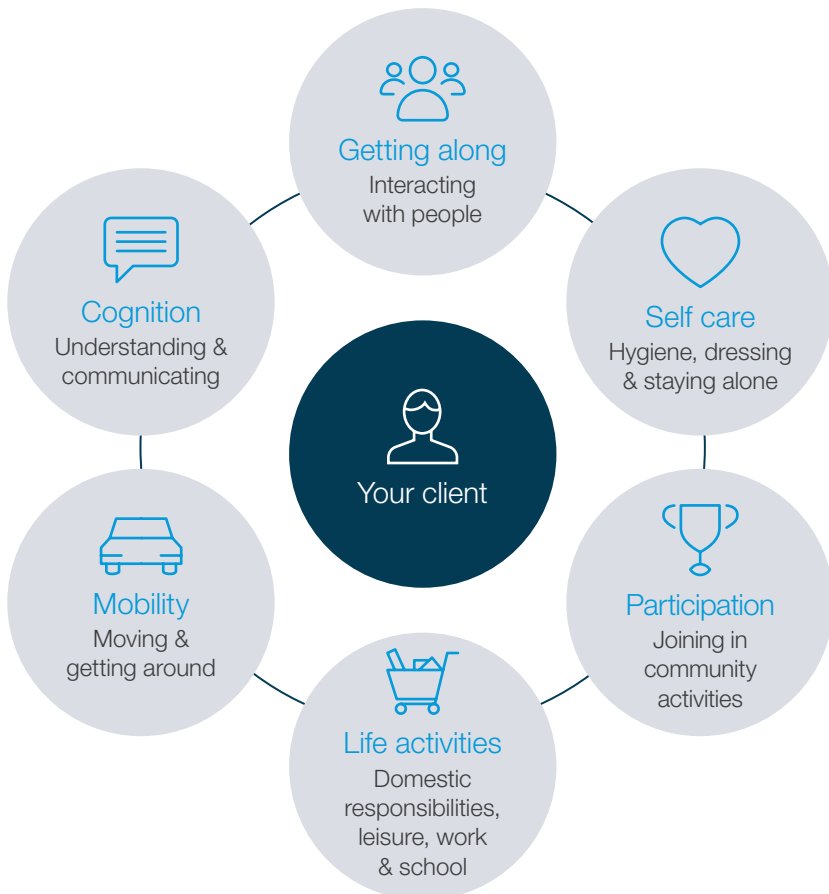 Getting along
Interacting
with people
Cognition
Understanding &
communicating
Self care
Hygiene, dressing
& staying alone
Your client
Mobility
Moving &
getting around
Participation
Joining in
community
activities
Life activities
Domestic
responsibilities,
leisure, work
& school